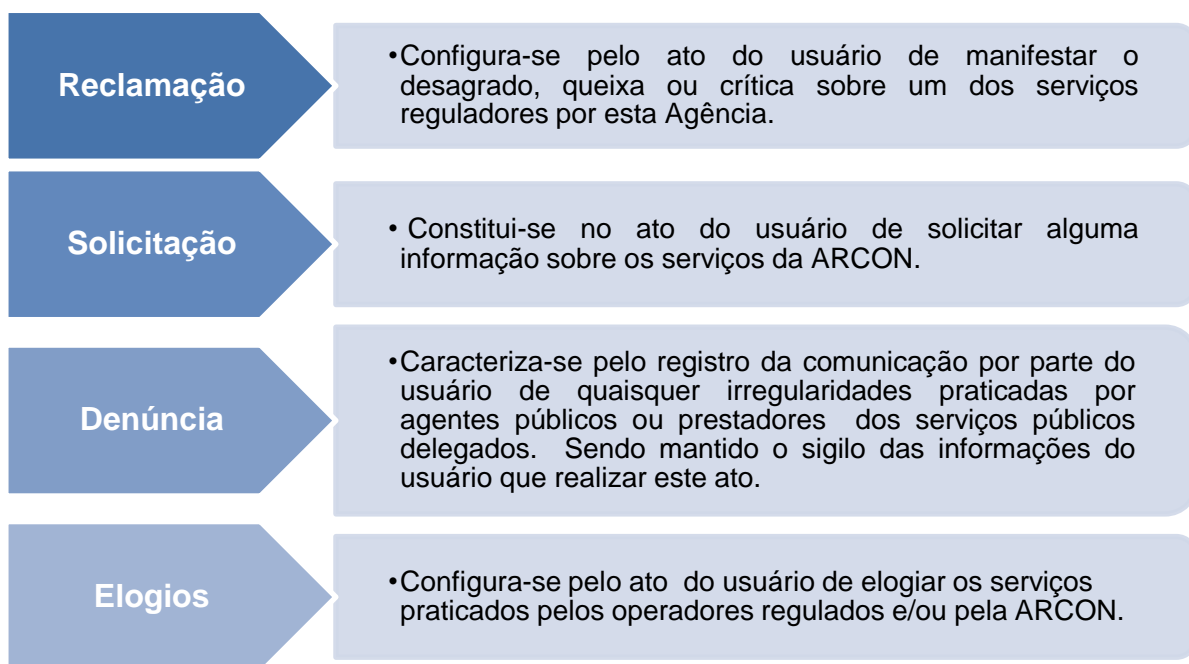 Reclamação
•Configura-se pelo ato do usuário de manifestar o
desagrado, queixa ou crítica sobre um dos serviços
reguladores por esta Agência.
Solicitação
• Constitui-se no ato do usuário de solicitar alguma
informação sobre os serviços da ARCON.
Denúncia
•Caracteriza-se pelo registro da comunicação por parte do
usuário de quaisquer irregularidades praticadas por
agentes públicos ou prestadores dos serviços públicos
delegados. Sendo mantido o sigilo das informações do
usuário que realizar este ato.
Elogios
•Configura-se pelo ato do usuário de elogiar os serviços
praticados pelos operadores regulados e/ou pela ARCON.